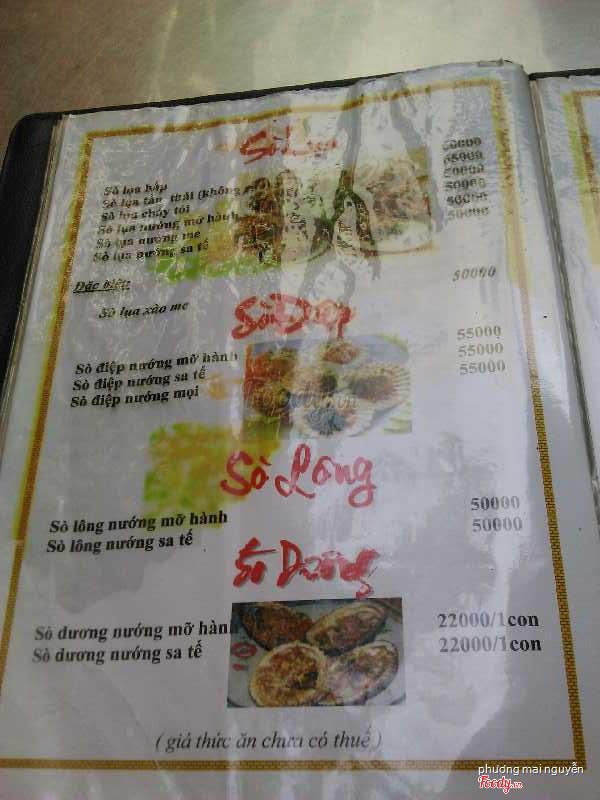 Sò Lụa
Sò lụa hấp 50000
Sò lụa tàn thái (không 65000
Sò lụa cháy tỏi 50000
Sò lụa nướng mỡ hành 50000
Sò lụa nướng me 50000
Sò lụa nướng sa tế 50000
Đặc biệt
Sò lụa xào me 50000
Sò Điệp
Sò điệp nướng mỡ hành 55000
Sò điệp nướng sa tế 55000
Sò điệp nướng mọi 55000
Sò Lông
Sò lông nướng mỡ hành 50000
Sò lông nướng sa tế 50000
Sò Dương
Sò dương nướng mỡ hành 22000/1con
Sò dương nướng sa tế 22000/1con
( giá thức ăn chưa có thuế )
phương mai nguyễn
Foody.vn